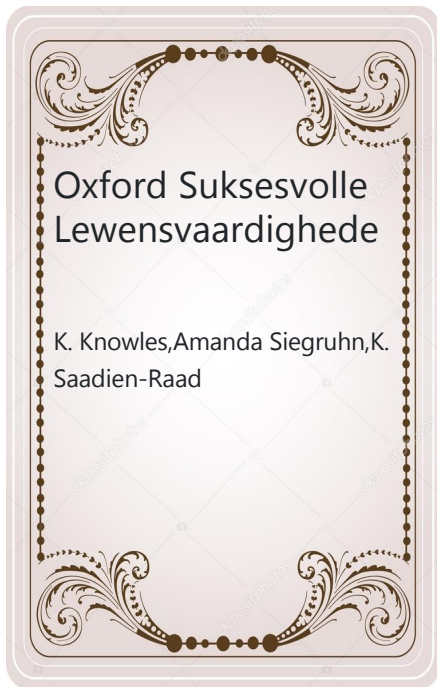 Oxford Suksesvolle
Lewensvaardighede
K. Knowles,Amanda Siegruhn,K.
Saadien-Raad